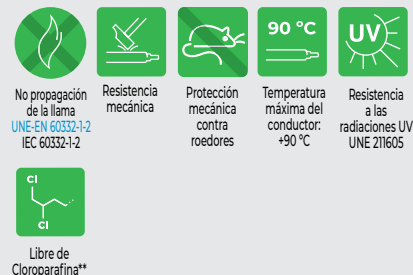 90 °C
UV
No propagación
de la llama
UNE-EN 60332-1-2
IEC 60332-1-2
Resistencia
mecánica
Protección
mecánica
contra
roedores
Temperatura
máxima del
conductor:
+90 °C
Resistencia
a las
radiaciones UV
UNE 211605
Cl
Cl
Libre de
Cloroparafina**